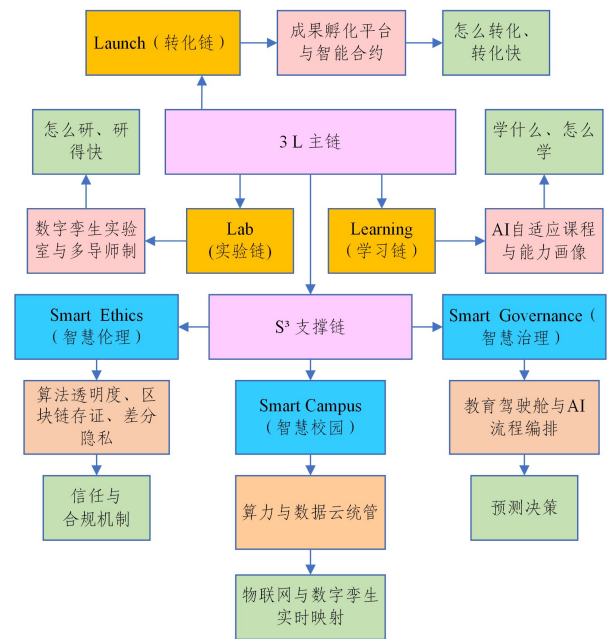 Launch（转化链）
成果孵化平台
与智能合约
怎么转化、
转化快
怎么研、研
得快
3 L 主链
学什么、怎么
学
数字孪生实验
室与多导师制
Lab
(实验链)
Learning
(学习链)
AI自适应课程
与能力画像
Smart Ethics
（智慧伦理）
S³ 支撑链
Smart Governance（
智慧治理）
算法透明度、区
块链存证、差分
隐私
Smart Campus
（智慧校园）
教育驾驶舱与AI
流程编排
信任与
合规机制
算力与数据云统管
预测决策
物联网与数字孪生
实时映射